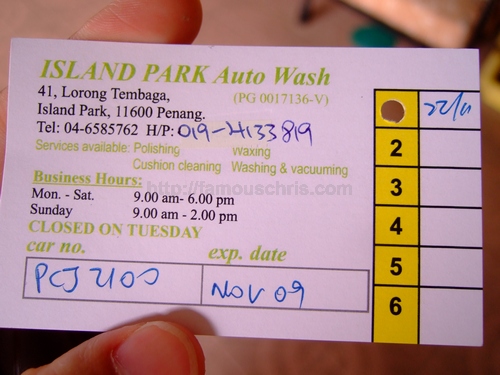 ISLAND PARK Auto Wash
41, Lorong Tembaga, (PG 0017136-V)
Island Park, 11600 Penang.
Tel: 04-6585762 H/P: 019-4133819
Services available: Polishing Waxing
Cushion cleaning Washing & vacuuming
Business Hours:
http://famouschris.com
Mon. - Sat. 9.00 am- 6.00 pm
Sunday 9.00 am - 2.00 pm
CLOSED ON TUESDAY
car no. exp. date
PCJ 2100 NOV 09
22/11
2
3
4
5
6